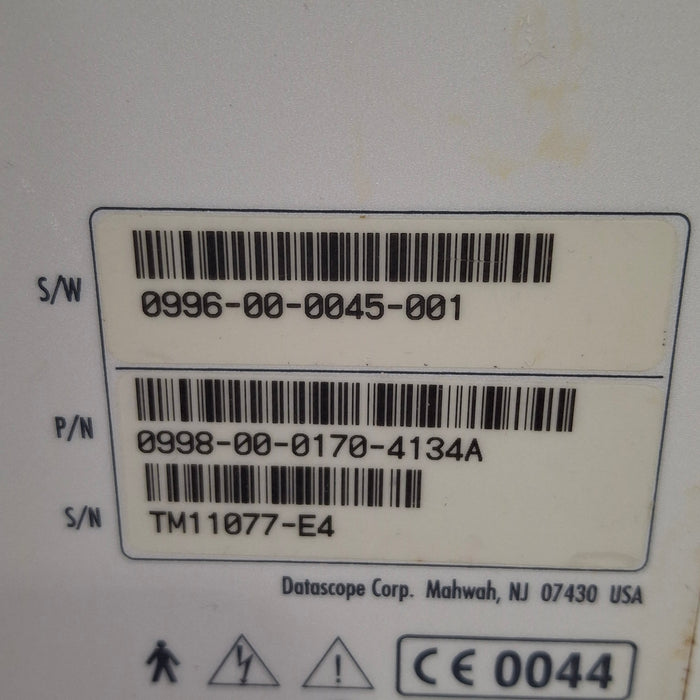 S/W 0996-00-0045-001
P/N 0998-00-0170-4134A
S/N TM11077-E4
Datascope Corp. Mahwah, NJ 07430 USA
! CE 0044